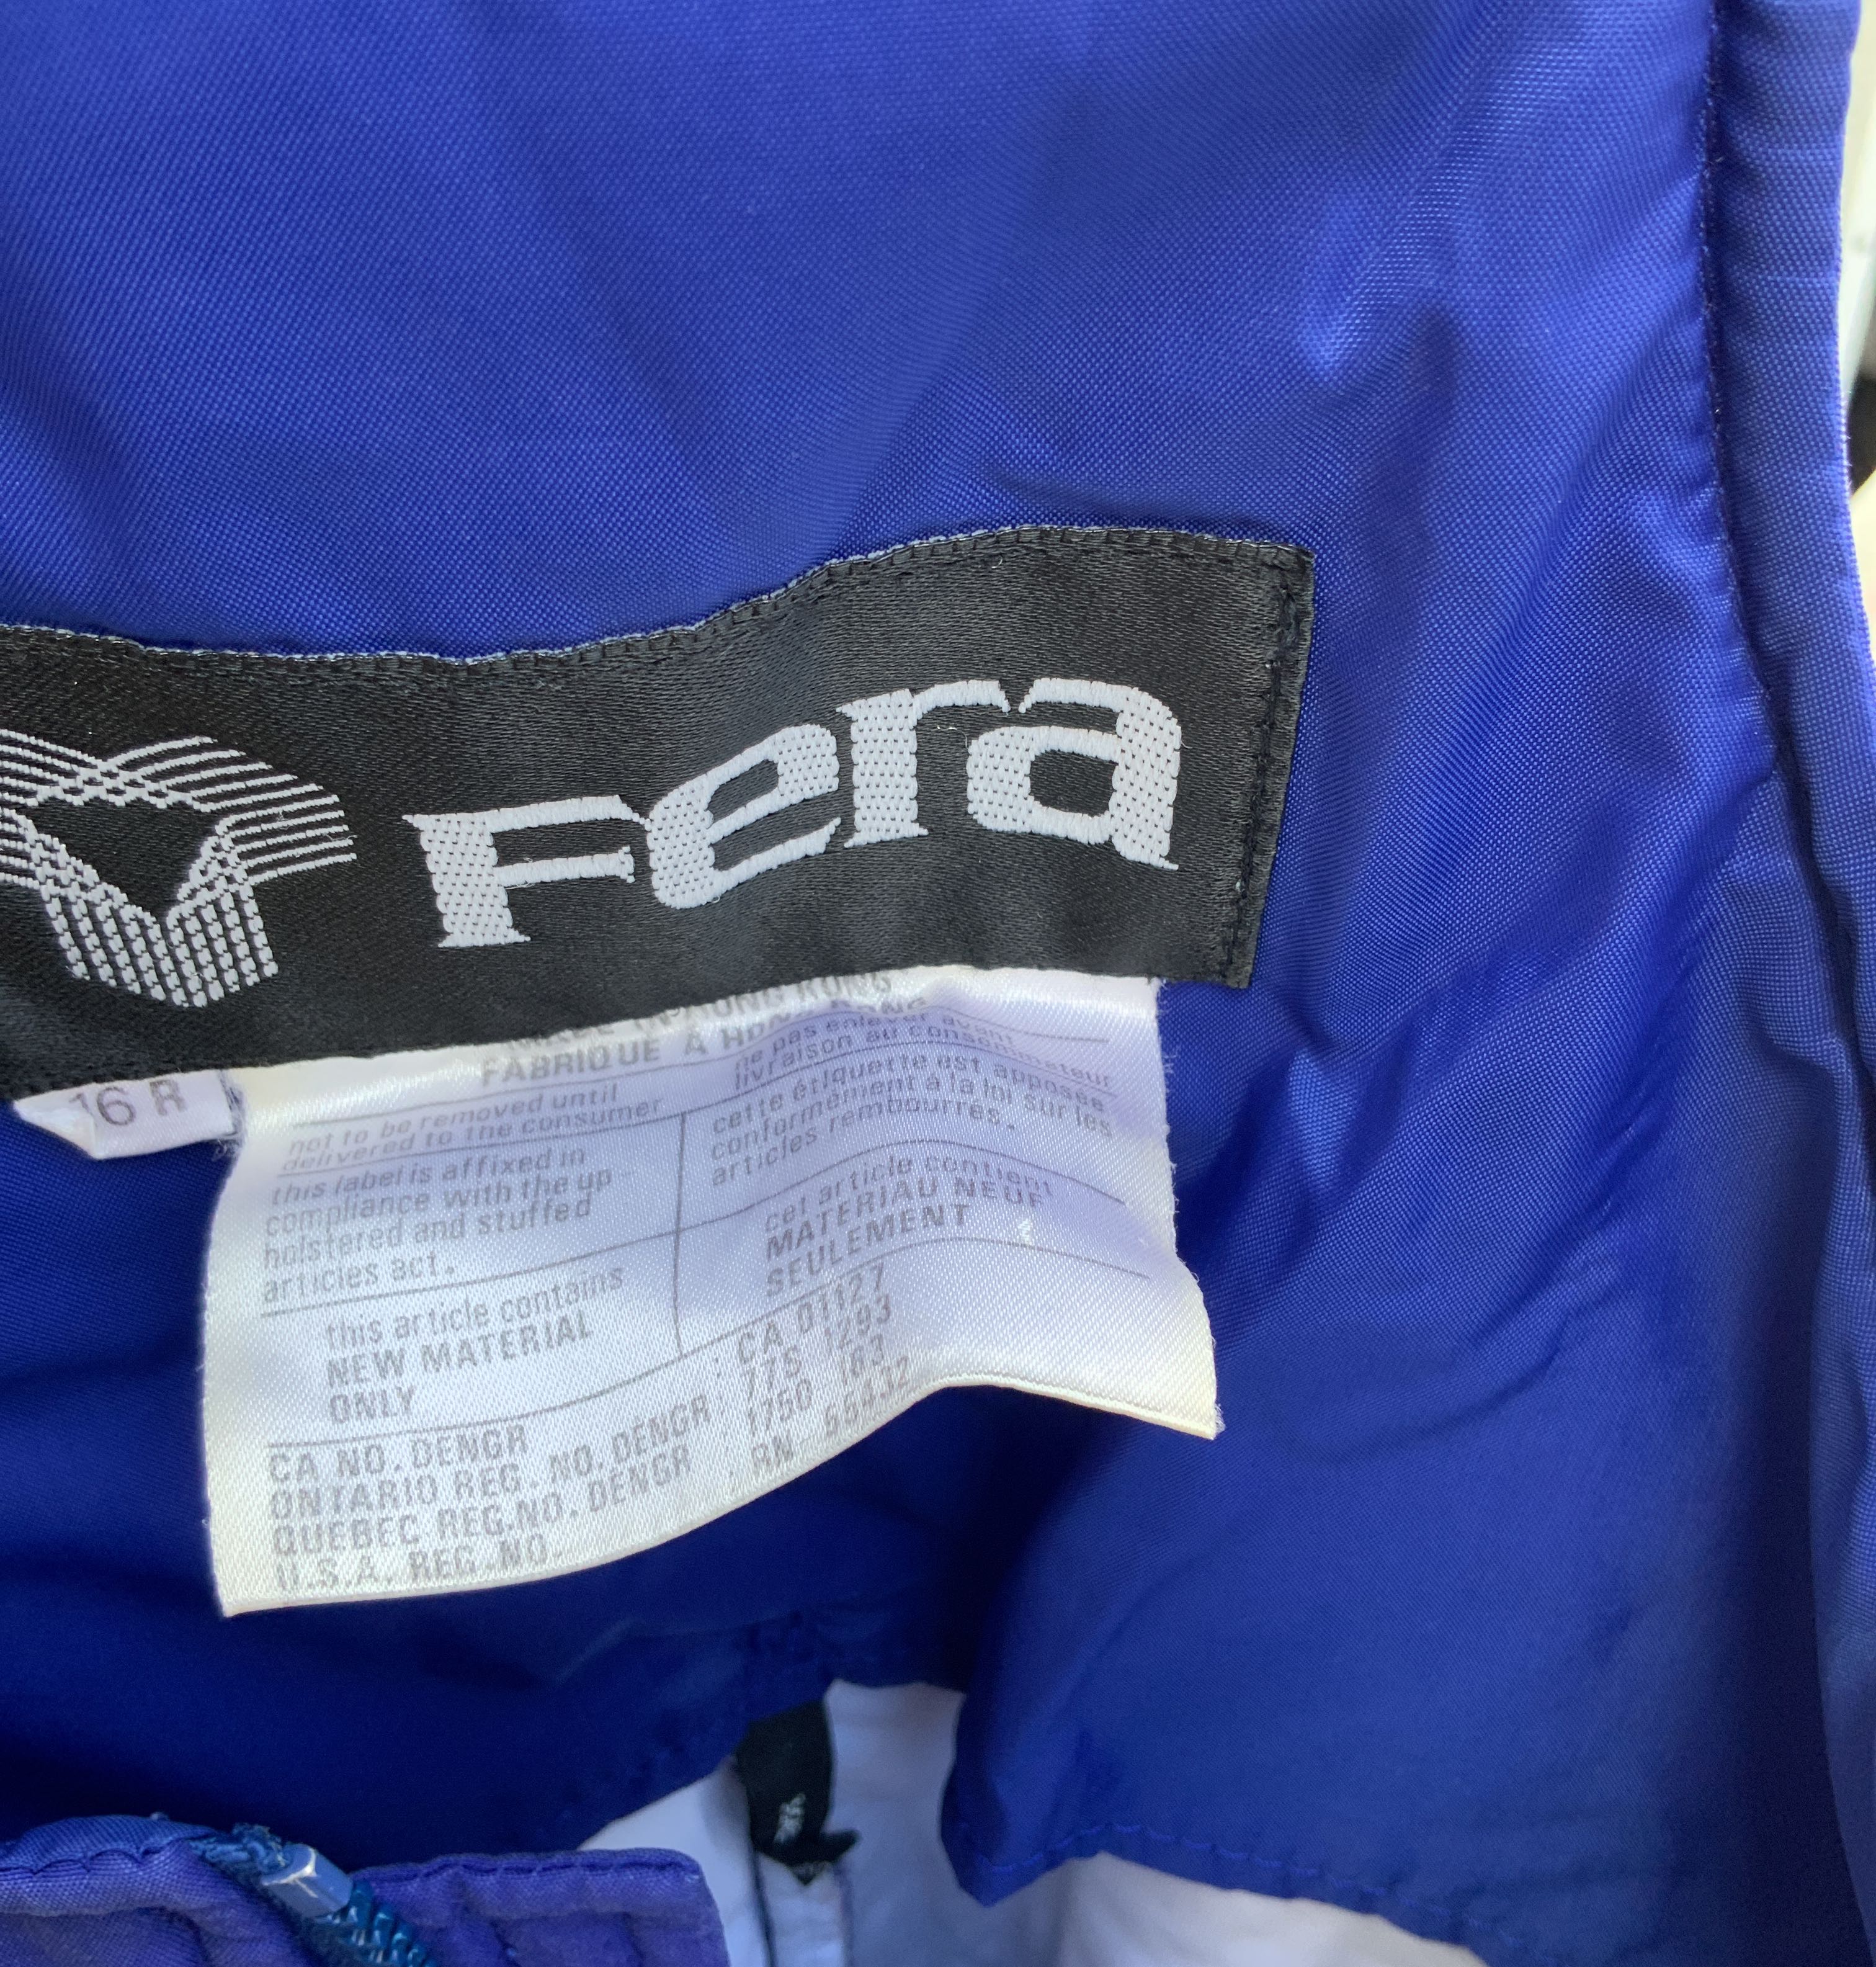 Fera
16 R
FABRIQUE A HONG KONG
not to be removed until
delivered to the consumer
ne pas enlever avant
livraison au consommateur
this label is affixed in
compliance with the up
holstered and stuffed
articles act.
cette étiquette est apposée
conformément à la loi sur les
articles rembourres.
this article contains
NEW MATERIAL
ONLY
cet article contient
MATERIAU NEUF
SEULEMENT
CA NO. DENGR : CA 01127
ONTARIO REG. NO. DENGR : 77S 1293
QUEBEC REG.NO. DENGR : 1750 183
U.S.A. REG.NO. RN